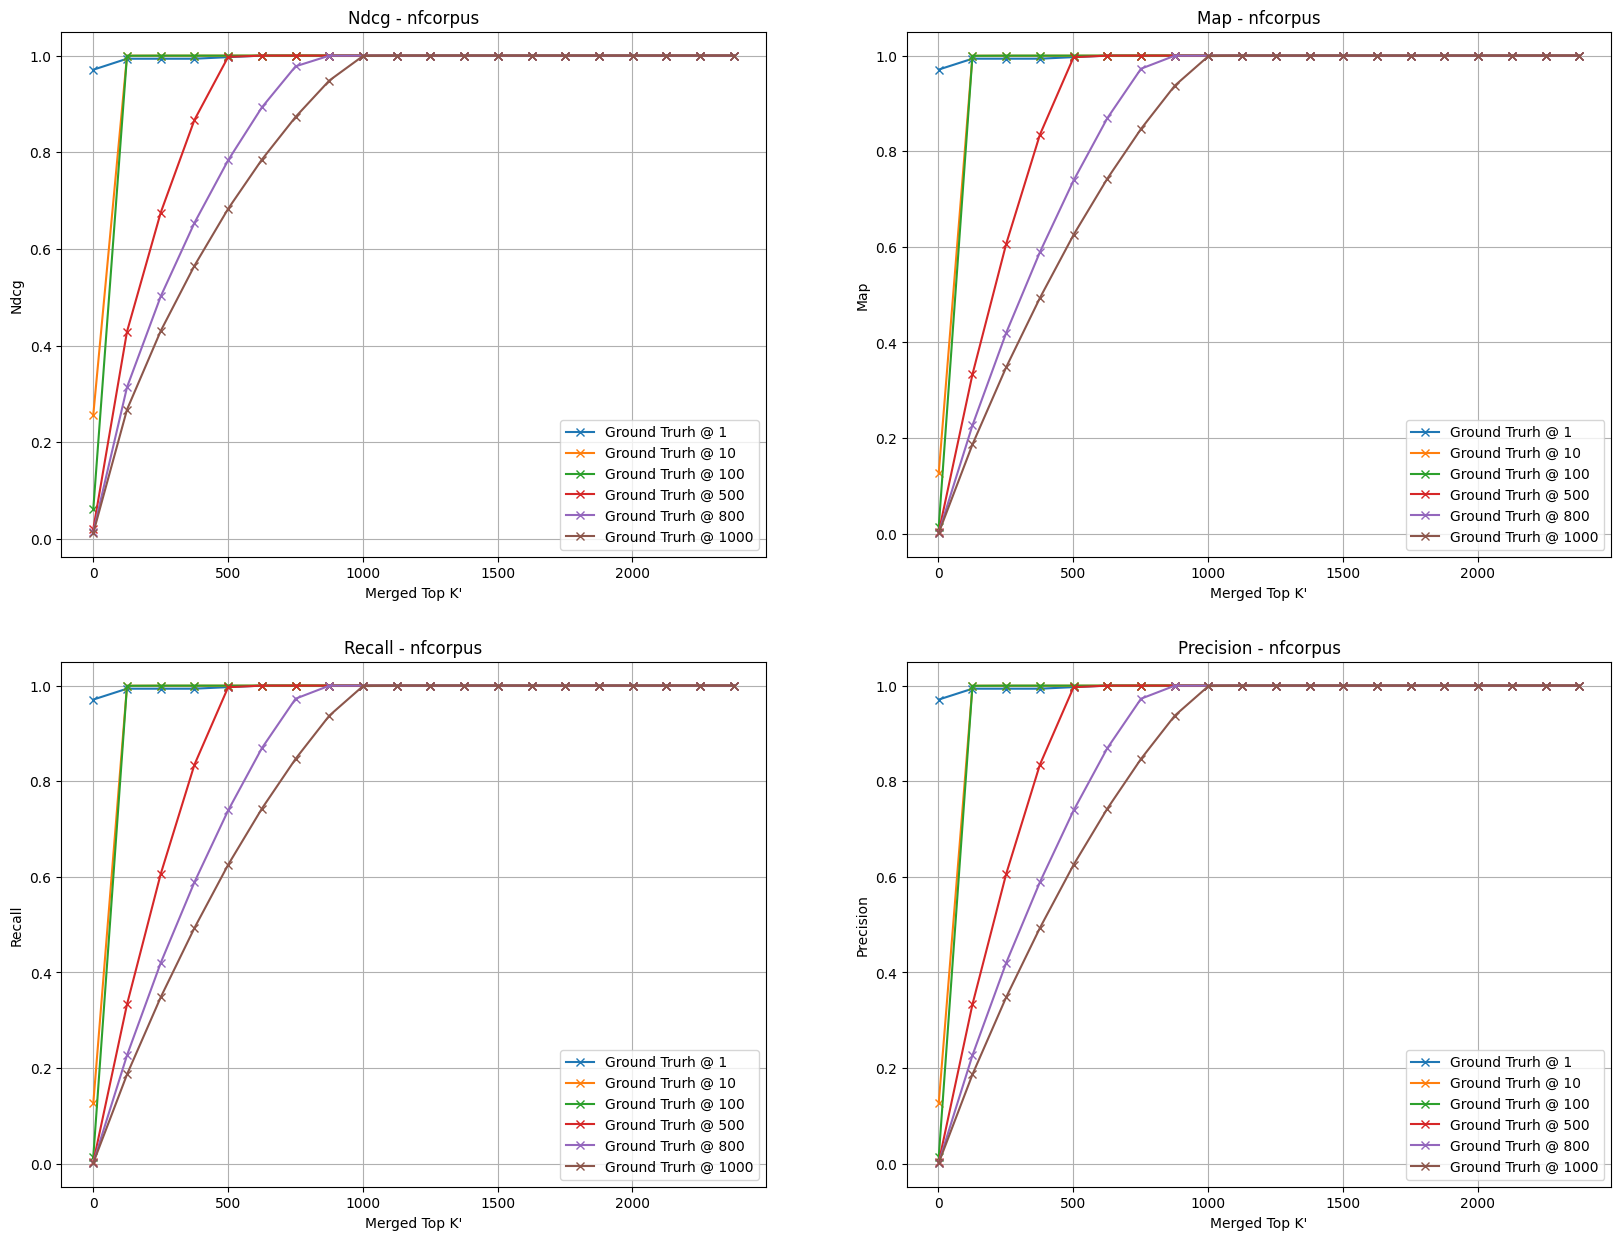 Ndcg - nfcorpus
Ndcg
1.0
0.8
0.6
0.4
0.2
0.0
0 500 1000 1500 2000
Merged Top K'
Ground Trurh @ 1
Ground Trurh @ 10
Ground Trurh @ 100
Ground Trurh @ 500
Ground Trurh @ 800
Ground Trurh @ 1000
Map - nfcorpus
Map
1.0
0.8
0.6
0.4
0.2
0.0
0 500 1000 1500 2000
Merged Top K'
Ground Trurh @ 1
Ground Trurh @ 10
Ground Trurh @ 100
Ground Trurh @ 500
Ground Trurh @ 800
Ground Trurh @ 1000
Recall - nfcorpus
Recall
1.0
0.8
0.6
0.4
0.2
0.0
0 500 1000 1500 2000
Merged Top K'
Ground Trurh @ 1
Ground Trurh @ 10
Ground Trurh @ 100
Ground Trurh @ 500
Ground Trurh @ 800
Ground Trurh @ 1000
Precision - nfcorpus
Precision
1.0
0.8
0.6
0.4
0.2
0.0
0 500 1000 1500 2000
Merged Top K'
Ground Trurh @ 1
Ground Trurh @ 10
Ground Trurh @ 100
Ground Trurh @ 500
Ground Trurh @ 800
Ground Trurh @ 1000